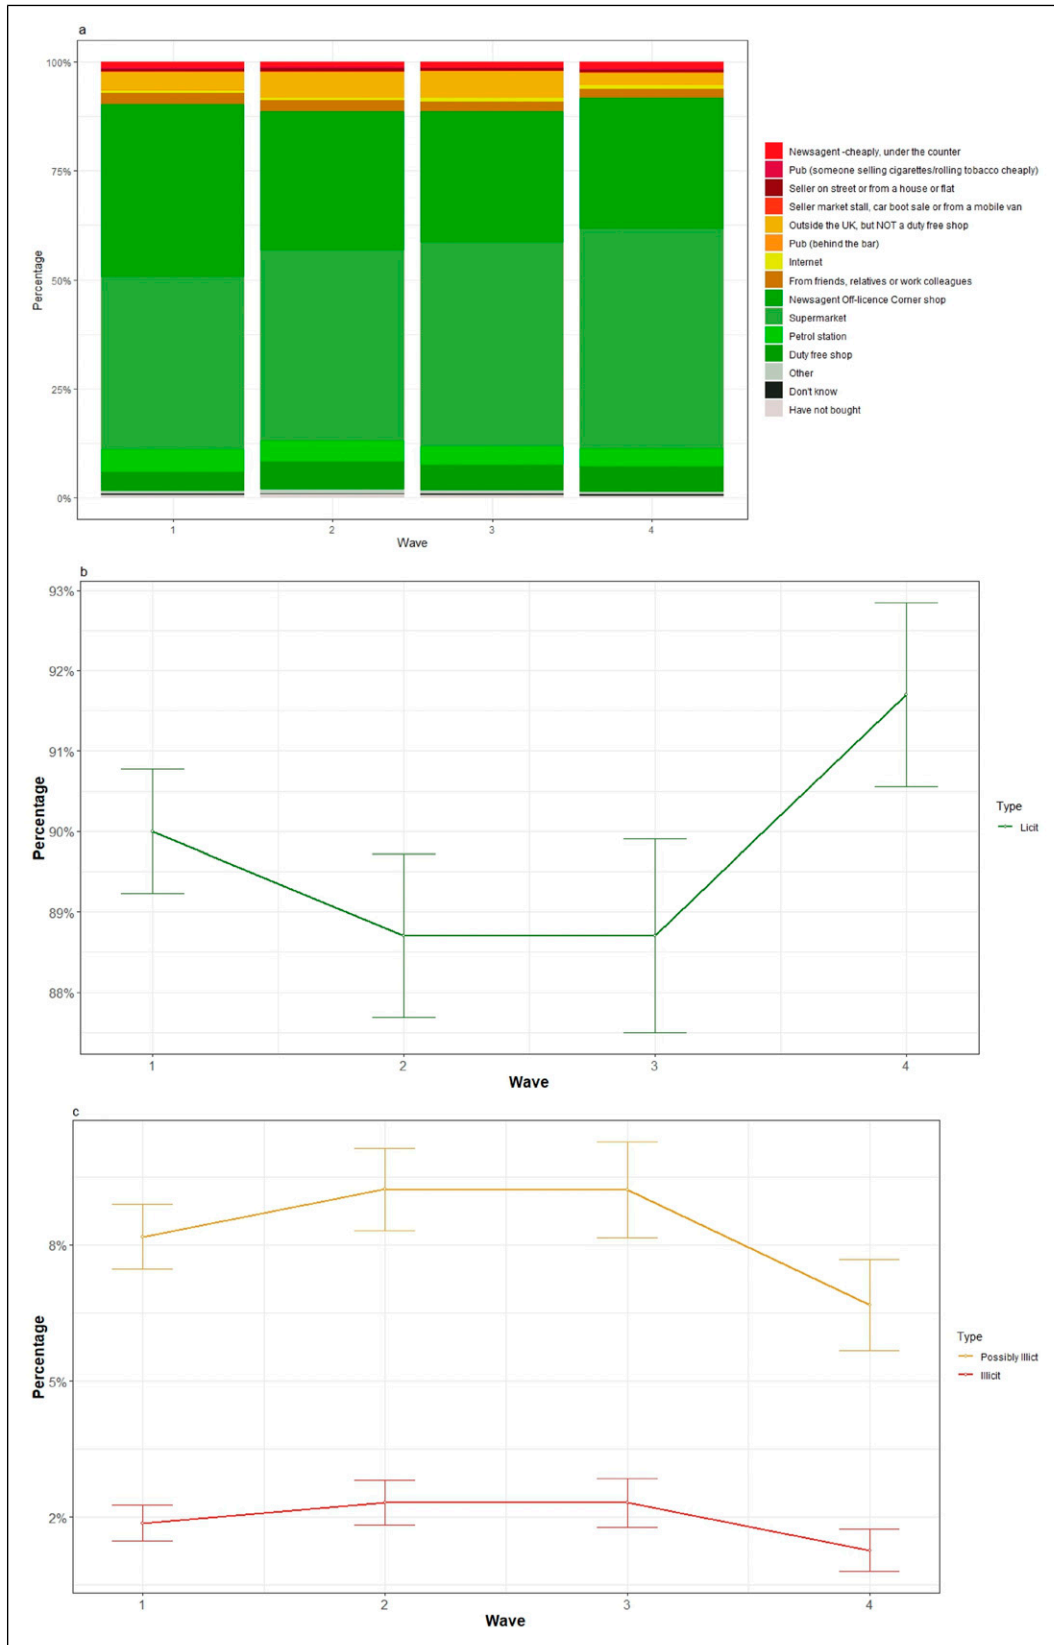 a
100%
75%
50%
25%
0%
Percentage
1 2 3 4
Wave
Newsagent -cheaply, under the counter
Pub (someone selling cigarettes/rolling tobacco cheaply)
Seller on street or from a house or flat
Seller market stall, car boot sale or from a mobile van
Outside the UK, but NOT a duty free shop
Pub (behind the bar)
Internet
From friends, relatives or work colleagues
Newsagent Off-licence Corner shop
Supermarket
Petrol station
Duty free shop
Other
Don't know
Have not bought
b
93%
92%
91%
90%
89%
88%
Percentage
1 2 3 4
Wave
Type
Licit
c
8%
5%
2%
Percentage
1 2 3 4
Wave
Type
Possibly Illict
Illicit